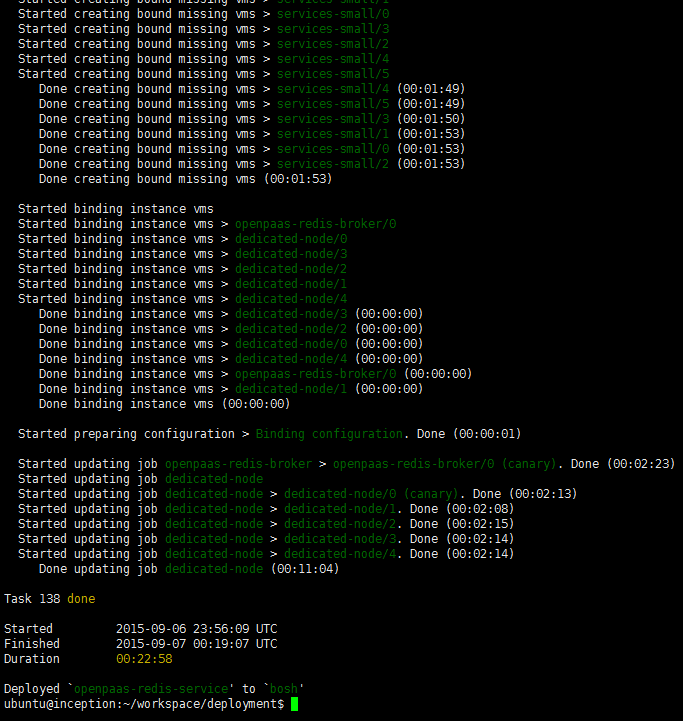 Started creating bound missing vms > services-small/1
Started creating bound missing vms > services-small/0
Started creating bound missing vms > services-small/3
Started creating bound missing vms > services-small/2
Started creating bound missing vms > services-small/4
Started creating bound missing vms > services-small/5
Done creating bound missing vms > services-small/4 (00:01:49)
Done creating bound missing vms > services-small/5 (00:01:49)
Done creating bound missing vms > services-small/3 (00:01:50)
Done creating bound missing vms > services-small/1 (00:01:53)
Done creating bound missing vms > services-small/0 (00:01:53)
Done creating bound missing vms > services-small/2 (00:01:53)
Done creating bound missing vms (00:01:53)
Started binding instance vms
Started binding instance vms > openpaas-redis-broker/0
Started binding instance vms > dedicated-node/0
Started binding instance vms > dedicated-node/3
Started binding instance vms > dedicated-node/2
Started binding instance vms > dedicated-node/1
Started binding instance vms > dedicated-node/4
Done binding instance vms > dedicated-node/3 (00:00:00)
Done binding instance vms > dedicated-node/2 (00:00:00)
Done binding instance vms > dedicated-node/0 (00:00:00)
Done binding instance vms > dedicated-node/4 (00:00:00)
Done binding instance vms > openpaas-redis-broker/0 (00:00:00)
Done binding instance vms > dedicated-node/1 (00:00:00)
Done binding instance vms (00:00:00)
Started preparing configuration > Binding configuration. Done (00:00:01)
Started updating job openpaas-redis-broker > openpaas-redis-broker/0 (canary). Done (00:02:23)
Started updating job dedicated-node
Started updating job dedicated-node > dedicated-node/0 (canary). Done (00:02:13)
Started updating job dedicated-node > dedicated-node/1. Done (00:02:08)
Started updating job dedicated-node > dedicated-node/2. Done (00:02:15)
Started updating job dedicated-node > dedicated-node/3. Done (00:02:14)
Started updating job dedicated-node > dedicated-node/4. Done (00:02:14)
Done updating job dedicated-node (00:11:04)
Task 138 done
Started 2015-09-06 23:56:09 UTC
Finished 2015-09-07 00:19:07 UTC
Duration 00:22:58
Deployed `openpaas-redis-service' to `bosh'
ubuntu@inception:~/workspace/deployment$